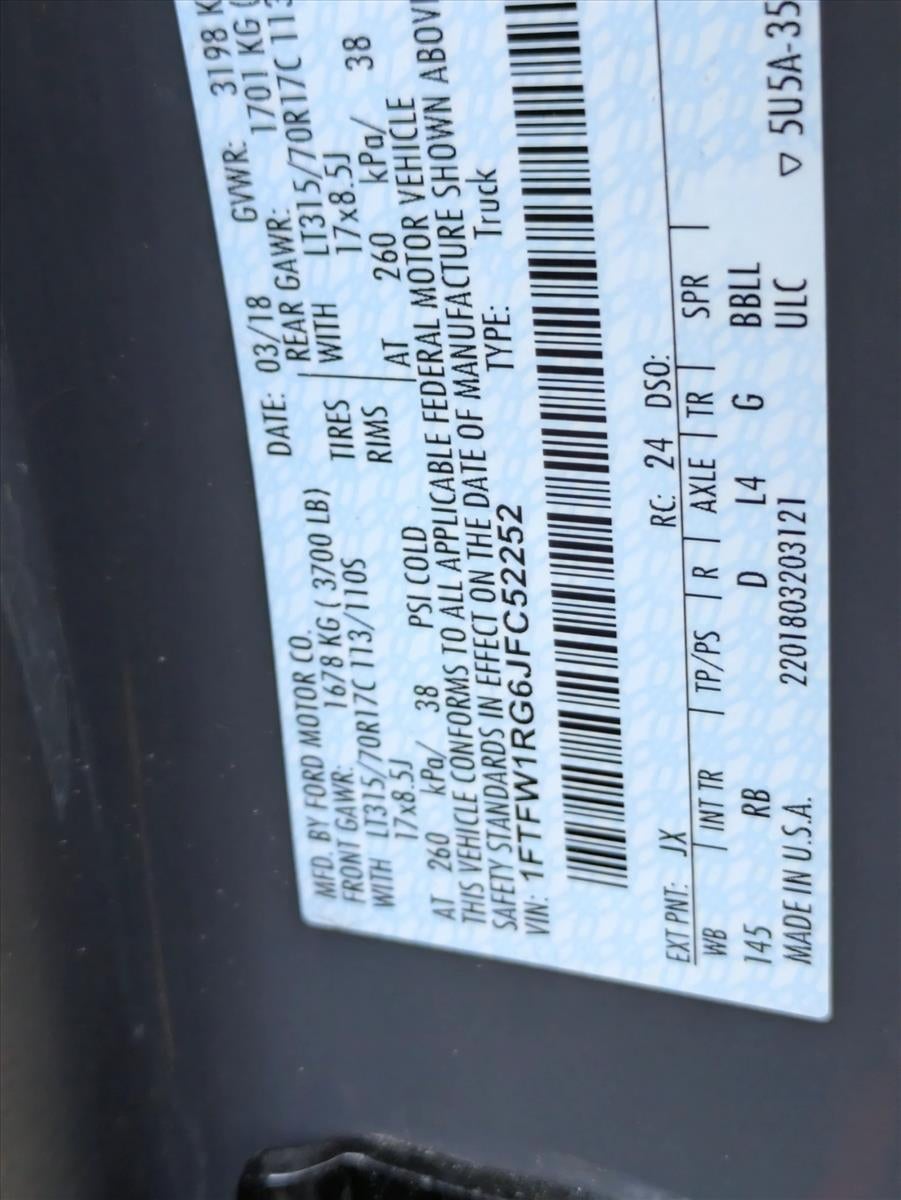 MFD. BY FORD MOTOR CO. DATE: 03/18 GVWR: 3198 K
FRONT GAWR: 1678 KG ( 3700 LB) REAR GAWR: 1701 KG (
WITH LT315/70R17C 113/110S TIRES WITH LT315/70R17C 113
17x8.5J RIMS 17x8.5J
AT 260 kPa/ 38 PSI COLD AT 260 kPa/ 38
THIS VEHICLE CONFORMS TO ALL APPLICABLE FEDERAL MOTOR VEHICLE
SAFETY STANDARDS IN EFFECT ON THE DATE OF MANUFACTURE SHOWN ABOV
VIN: 1FTFW1RG6JFC52252 TYPE: Truck
EXT PNT: JX RC: 24 DSO:
WB | INT TR | TP/PS | R | AXLE | TR | SPR |
145 RB D L4 G BBLL
MADE IN U.S.A. 2201803203121 ULC ▽ 5U5A-35